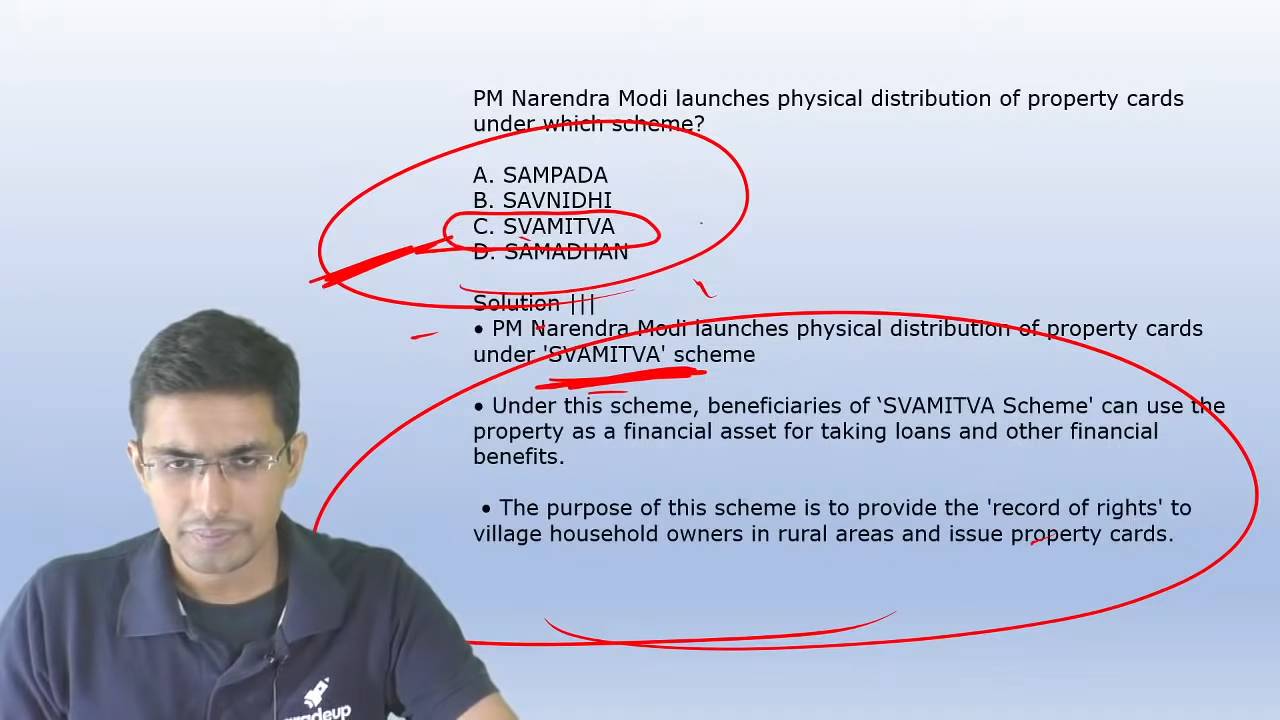 PM Narendra Modi launches physical distribution of property cards
under which scheme?
A. SAMPADA
B. SAVNIDHI
C. SVAMITVA
D. SAMADHAN
Solution |||
• PM Narendra Modi launches physical distribution of property cards
under 'SVAMITVA' scheme
• Under this scheme, beneficiaries of ‘SVAMITVA Scheme' can use the
property as a financial asset for taking loans and other financial
benefits.
• The purpose of this scheme is to provide the 'record of rights' to
village household owners in rural areas and issue property cards.
gradeup